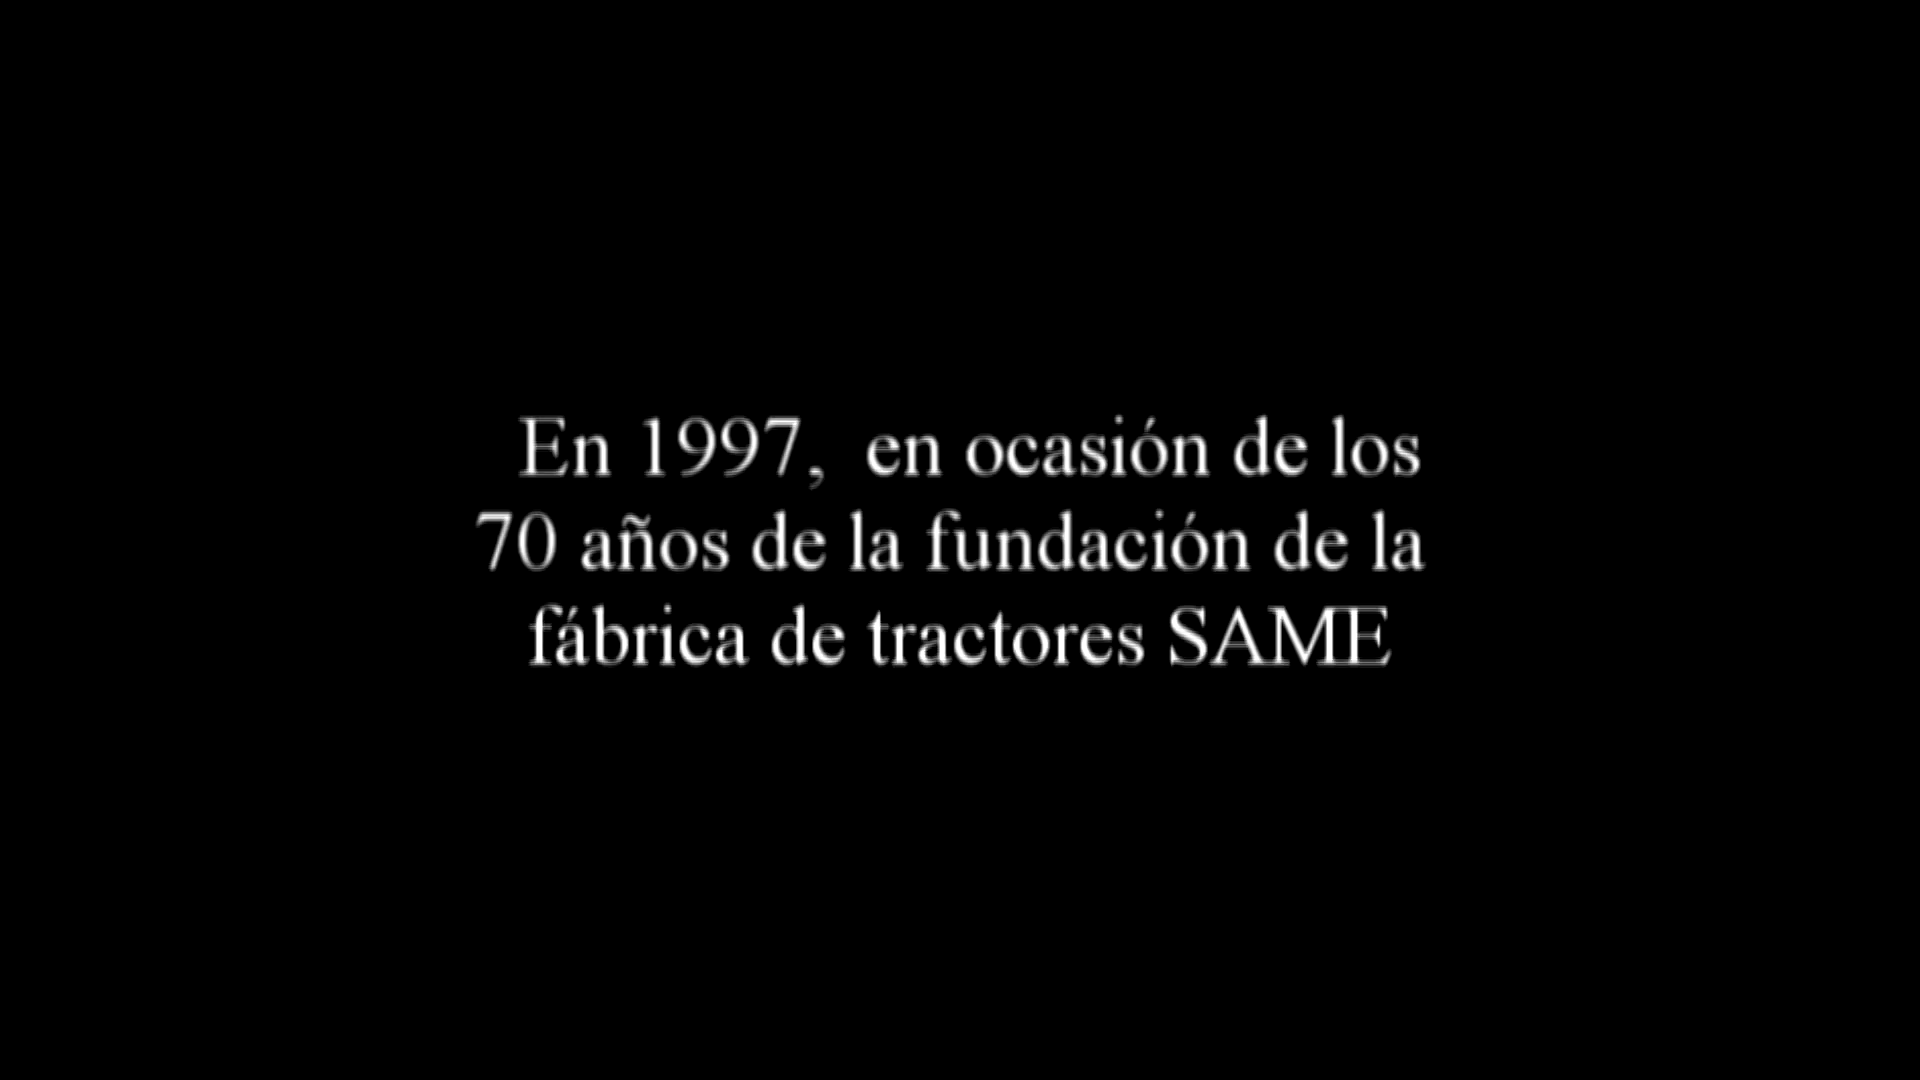 En 1997,  en ocasión de los
70 años de la fundación de la
fábrica de tractores SAME